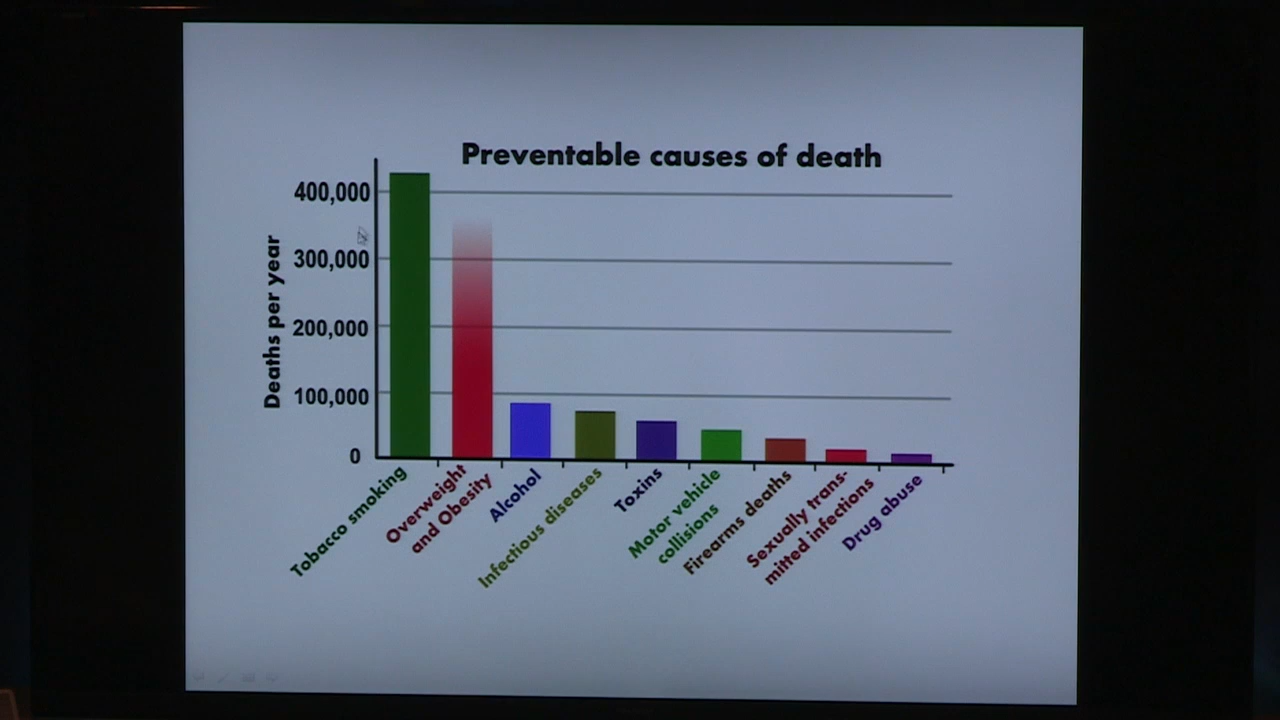 Preventable causes of death
Deaths per year
400,000
300,000
200,000
100,000
0
Tobacco smoking
Overweight
and Obesity
Alcohol
Infectious diseases
Toxins
Motor vehicle
collisions
Firearms deaths
Sexually trans-
mitted infections
Drug abuse